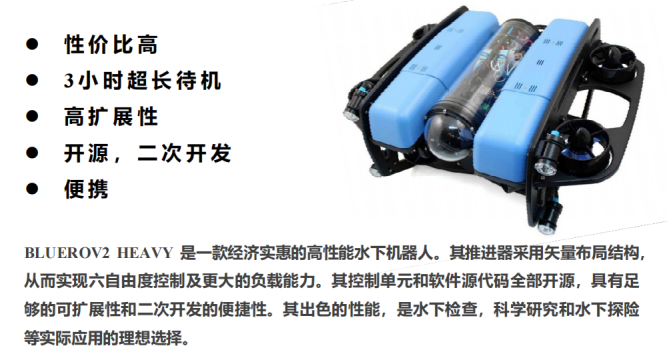 ● 性价比高
● 3小时超长待机
● 高扩展性
● 开源，二次开发
● 便携
BLUEROV2 HEAVY 是一款经济实惠的高性能水下机器人。其推进器采用矢量布局结构，
从而实现六自由度控制及更大的负载能力。其控制单元和软件源代码全部开源，具有足
够的可扩展性和二次开发的便捷性。其出色的性能，是水下检查，科学研究和水下探险
等实际应用的理想选择。